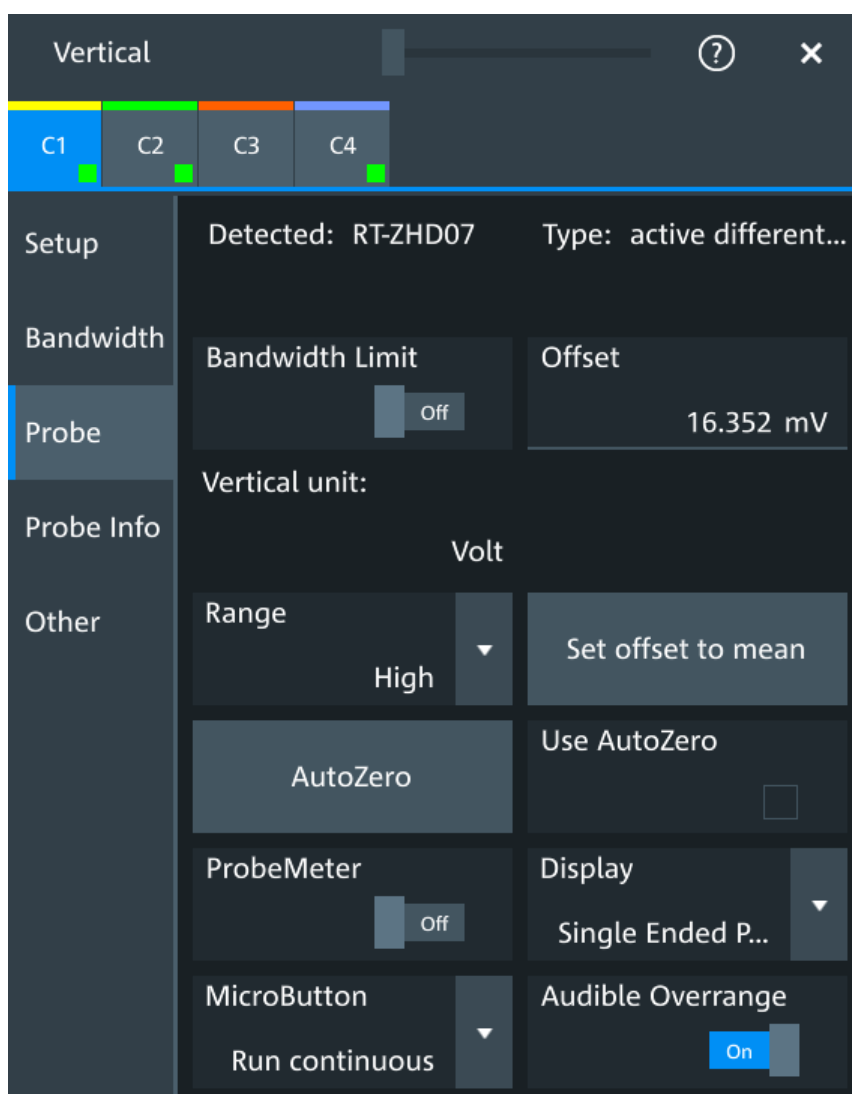 Vertical
?
C1 C2 C3 C4
Setup
Bandwidth
Probe
Probe Info
Other
Detected: RT-ZHD07 Type: active different...
Bandwidth Limit
Off
Offset
16.352 mV
Vertical unit:
Volt
Range
High
Set offset to mean
AutoZero
Use AutoZero
ProbeMeter
Off
Display
Single Ended P...
MicroButton
Run continuous
Audible Overrange
On